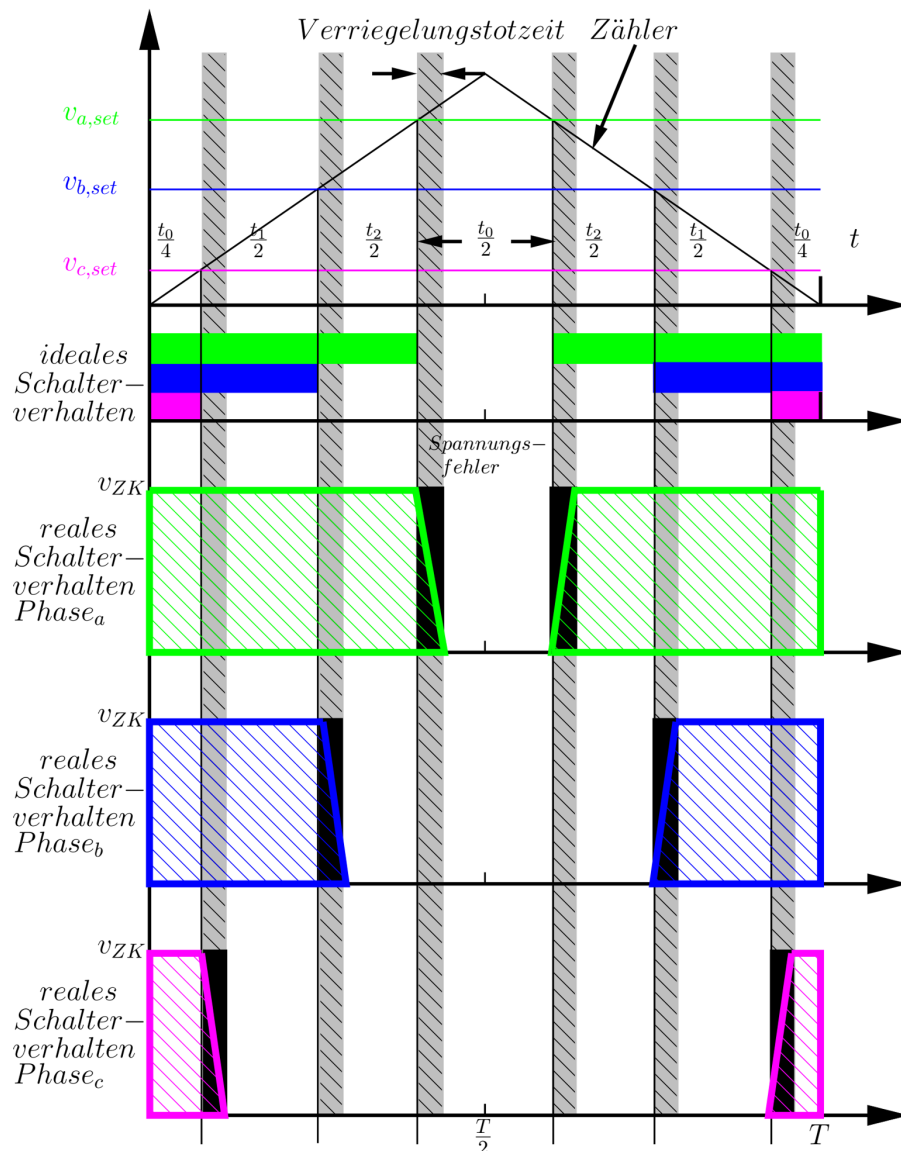 Verriegelungstotzeit Zähler
v_{a,set}
v_{b,set}
t_0/4 t_1/2 t_2/2 t_0/2 t_2/2 t_1/2 t_0/4 t
v_{c,set}
ideales
Schalter-
verhalten
Spannungs-
fehler
v_{ZK}
reales
Schalter-
verhalten
Phase_a
v_{ZK}
reales
Schalter-
verhalten
Phase_b
v_{ZK}
reales
Schalter-
verhalten
Phase_c
T/2 T